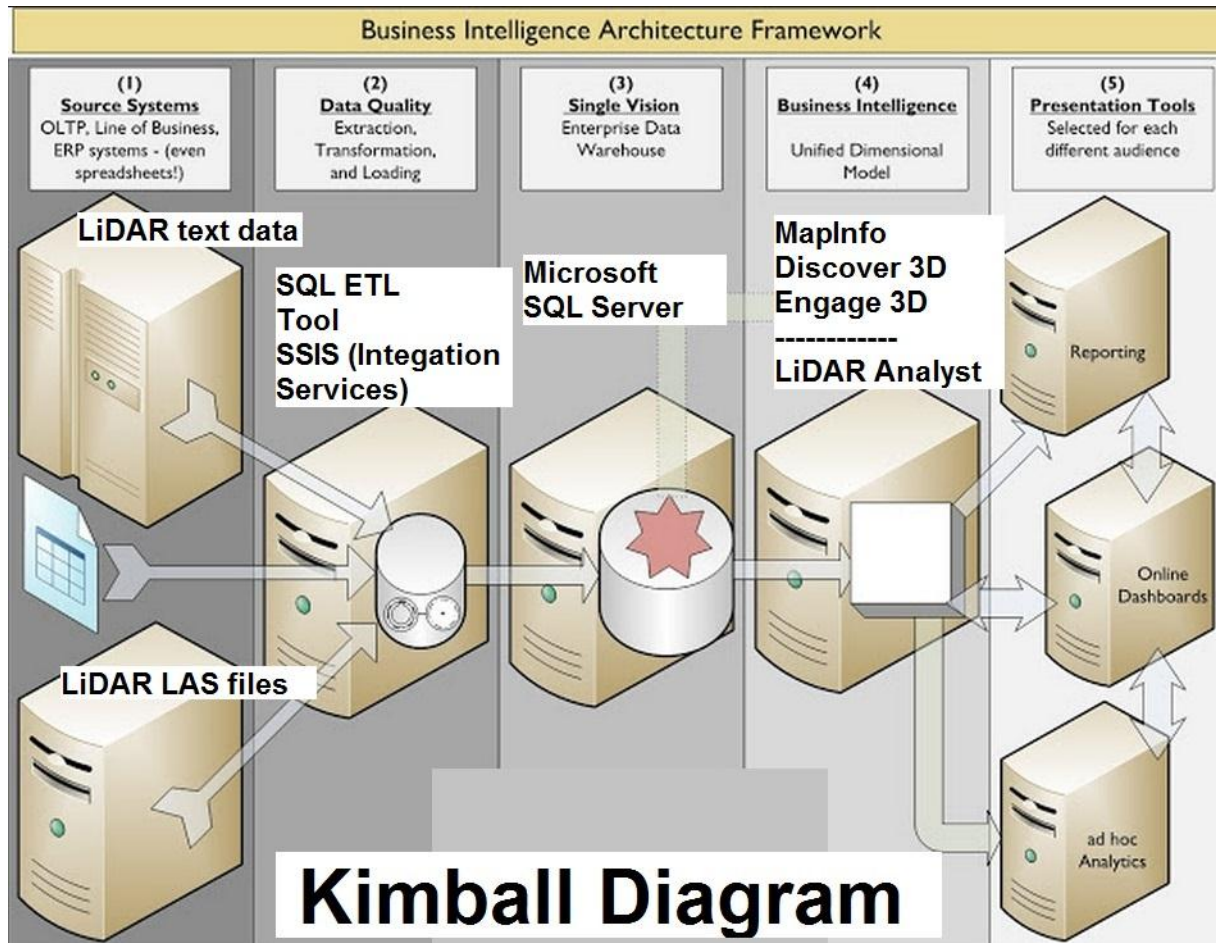 Business Intelligence Architecture Framework
(1)
Source Systems
OLTP, Line of Business,
ERP systems - (even
spreadsheets!)
(2)
Data Quality
Extraction,
Transformation,
and Loading
(3)
Single Vision
Enterprise Data
Warehouse
(4)
Business Intelligence
Unified Dimensional
Model
(5)
Presentation Tools
Selected for each
different audience
LiDAR text data
LiDAR LAS files
SQL ETL
Tool
SSIS (Integation
Services)
Microsoft
SQL Server
MapInfo
Discover 3D
Engage 3D
------------
LiDAR Analyst
Reporting
Online
Dashboards
ad hoc
Analytics
Kimball Diagram